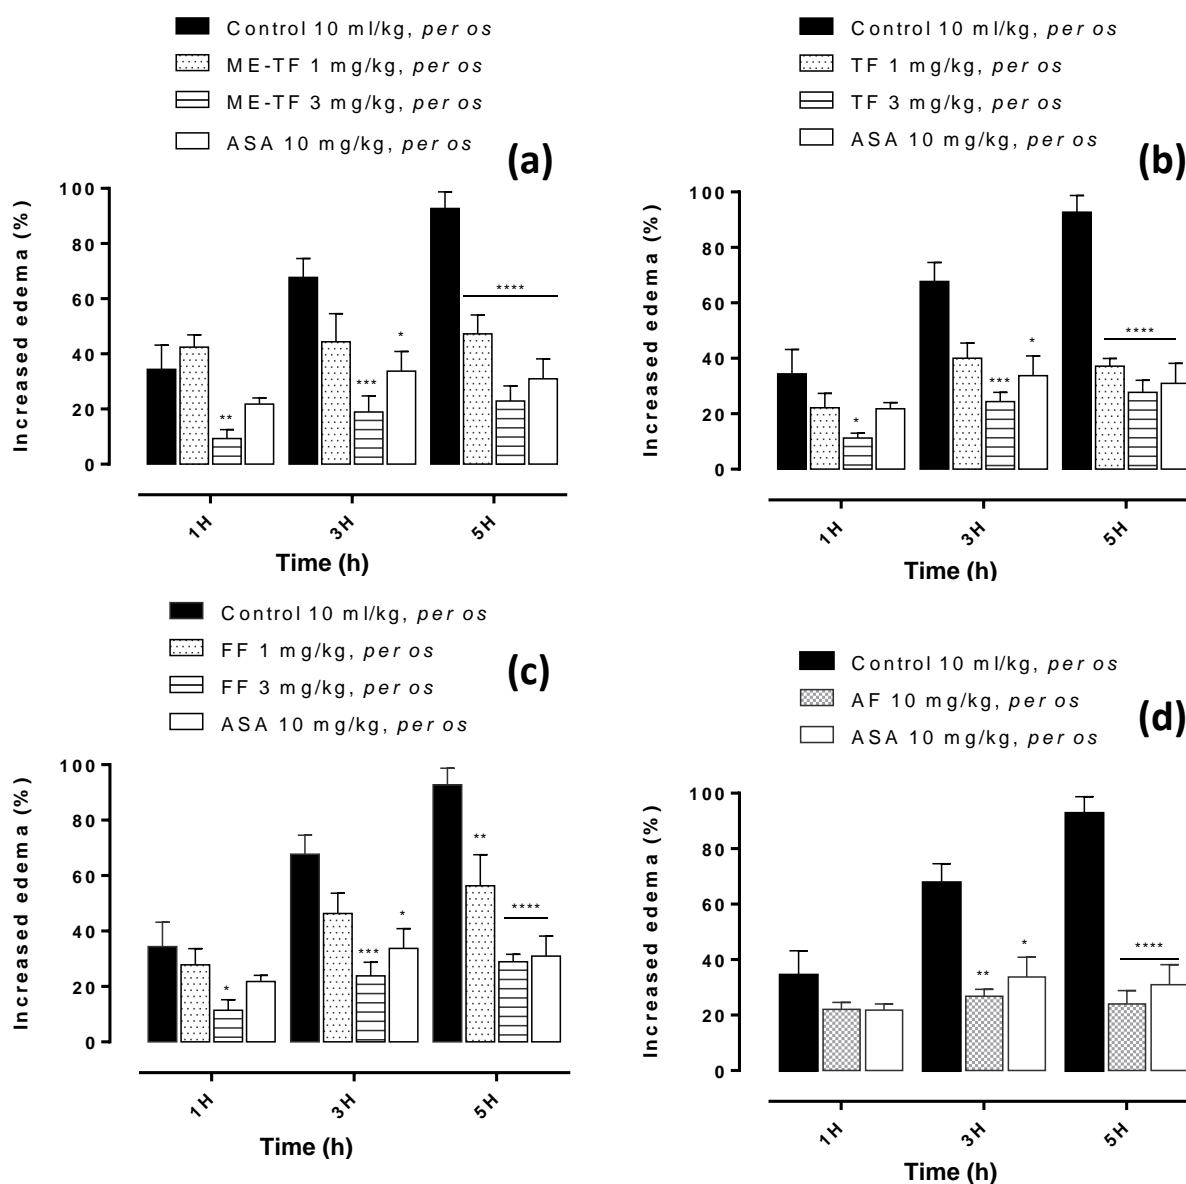 Control 10 ml/kg, per os
ME-TF 1 mg/kg, per os
ME-TF 3 mg/kg, per os
ASA 10 mg/kg, per os
(a)
Increased edema (%)
100
80
60
40
20
0
**
***
*
****
1H
3H
5H
Time (h)
Control 10 ml/kg, per os
TF 1 mg/kg, per os
TF 3 mg/kg, per os
ASA 10 mg/kg, per os
(b)
Increased edema (%)
100
80
60
40
20
0
*
***
*
****
1H
3H
5H
Time (h)
Control 10 ml/kg, per os
FF 1 mg/kg, per os
FF 3 mg/kg, per os
ASA 10 mg/kg, per os
(c)
Increased edema (%)
100
80
60
40
20
0
*
***
*
**
****
1H
3H
5H
Time (h)
Control 10 ml/kg, per os
AF 10 mg/kg, per os
ASA 10 mg/kg, per os
(d)
Increased edema (%)
100
80
60
40
20
0
**
*
****
1H
3H
5H
Time (h)